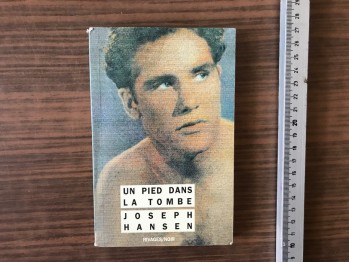 UN PIED DANS
LA TOMBE
JOSEPH
HANSEN
RIVAGES/NOIR